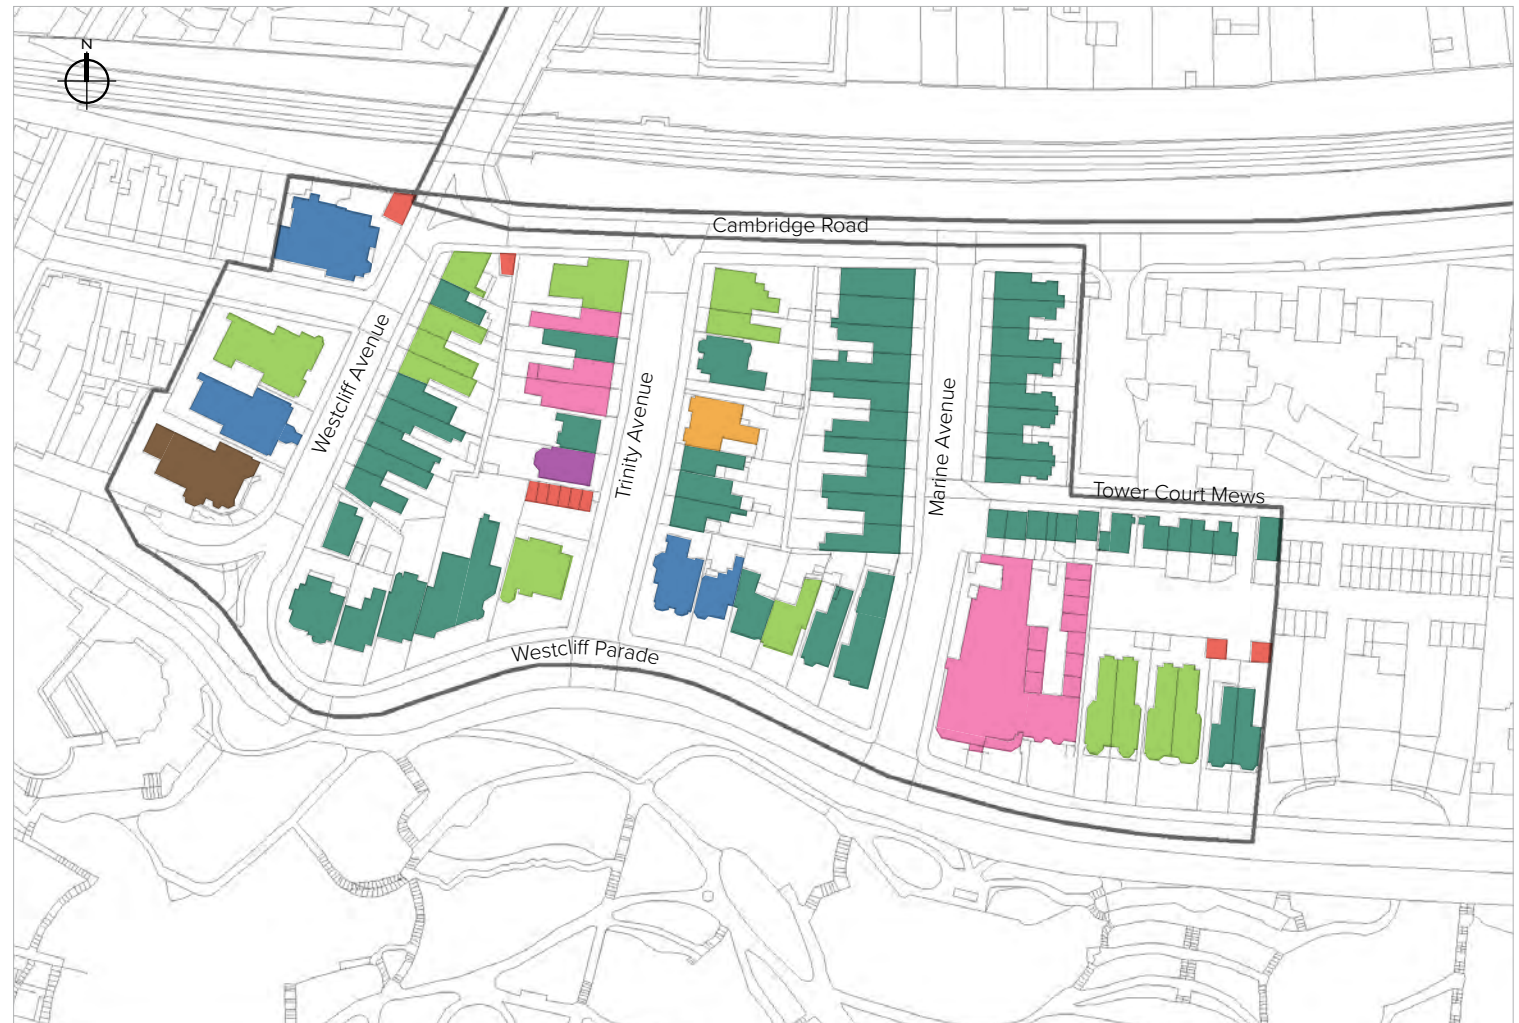 N
Cambridge Road
Westcliff Avenue
Trinity Avenue
Marine Avenue
Tower Court Mews
Westcliff Parade